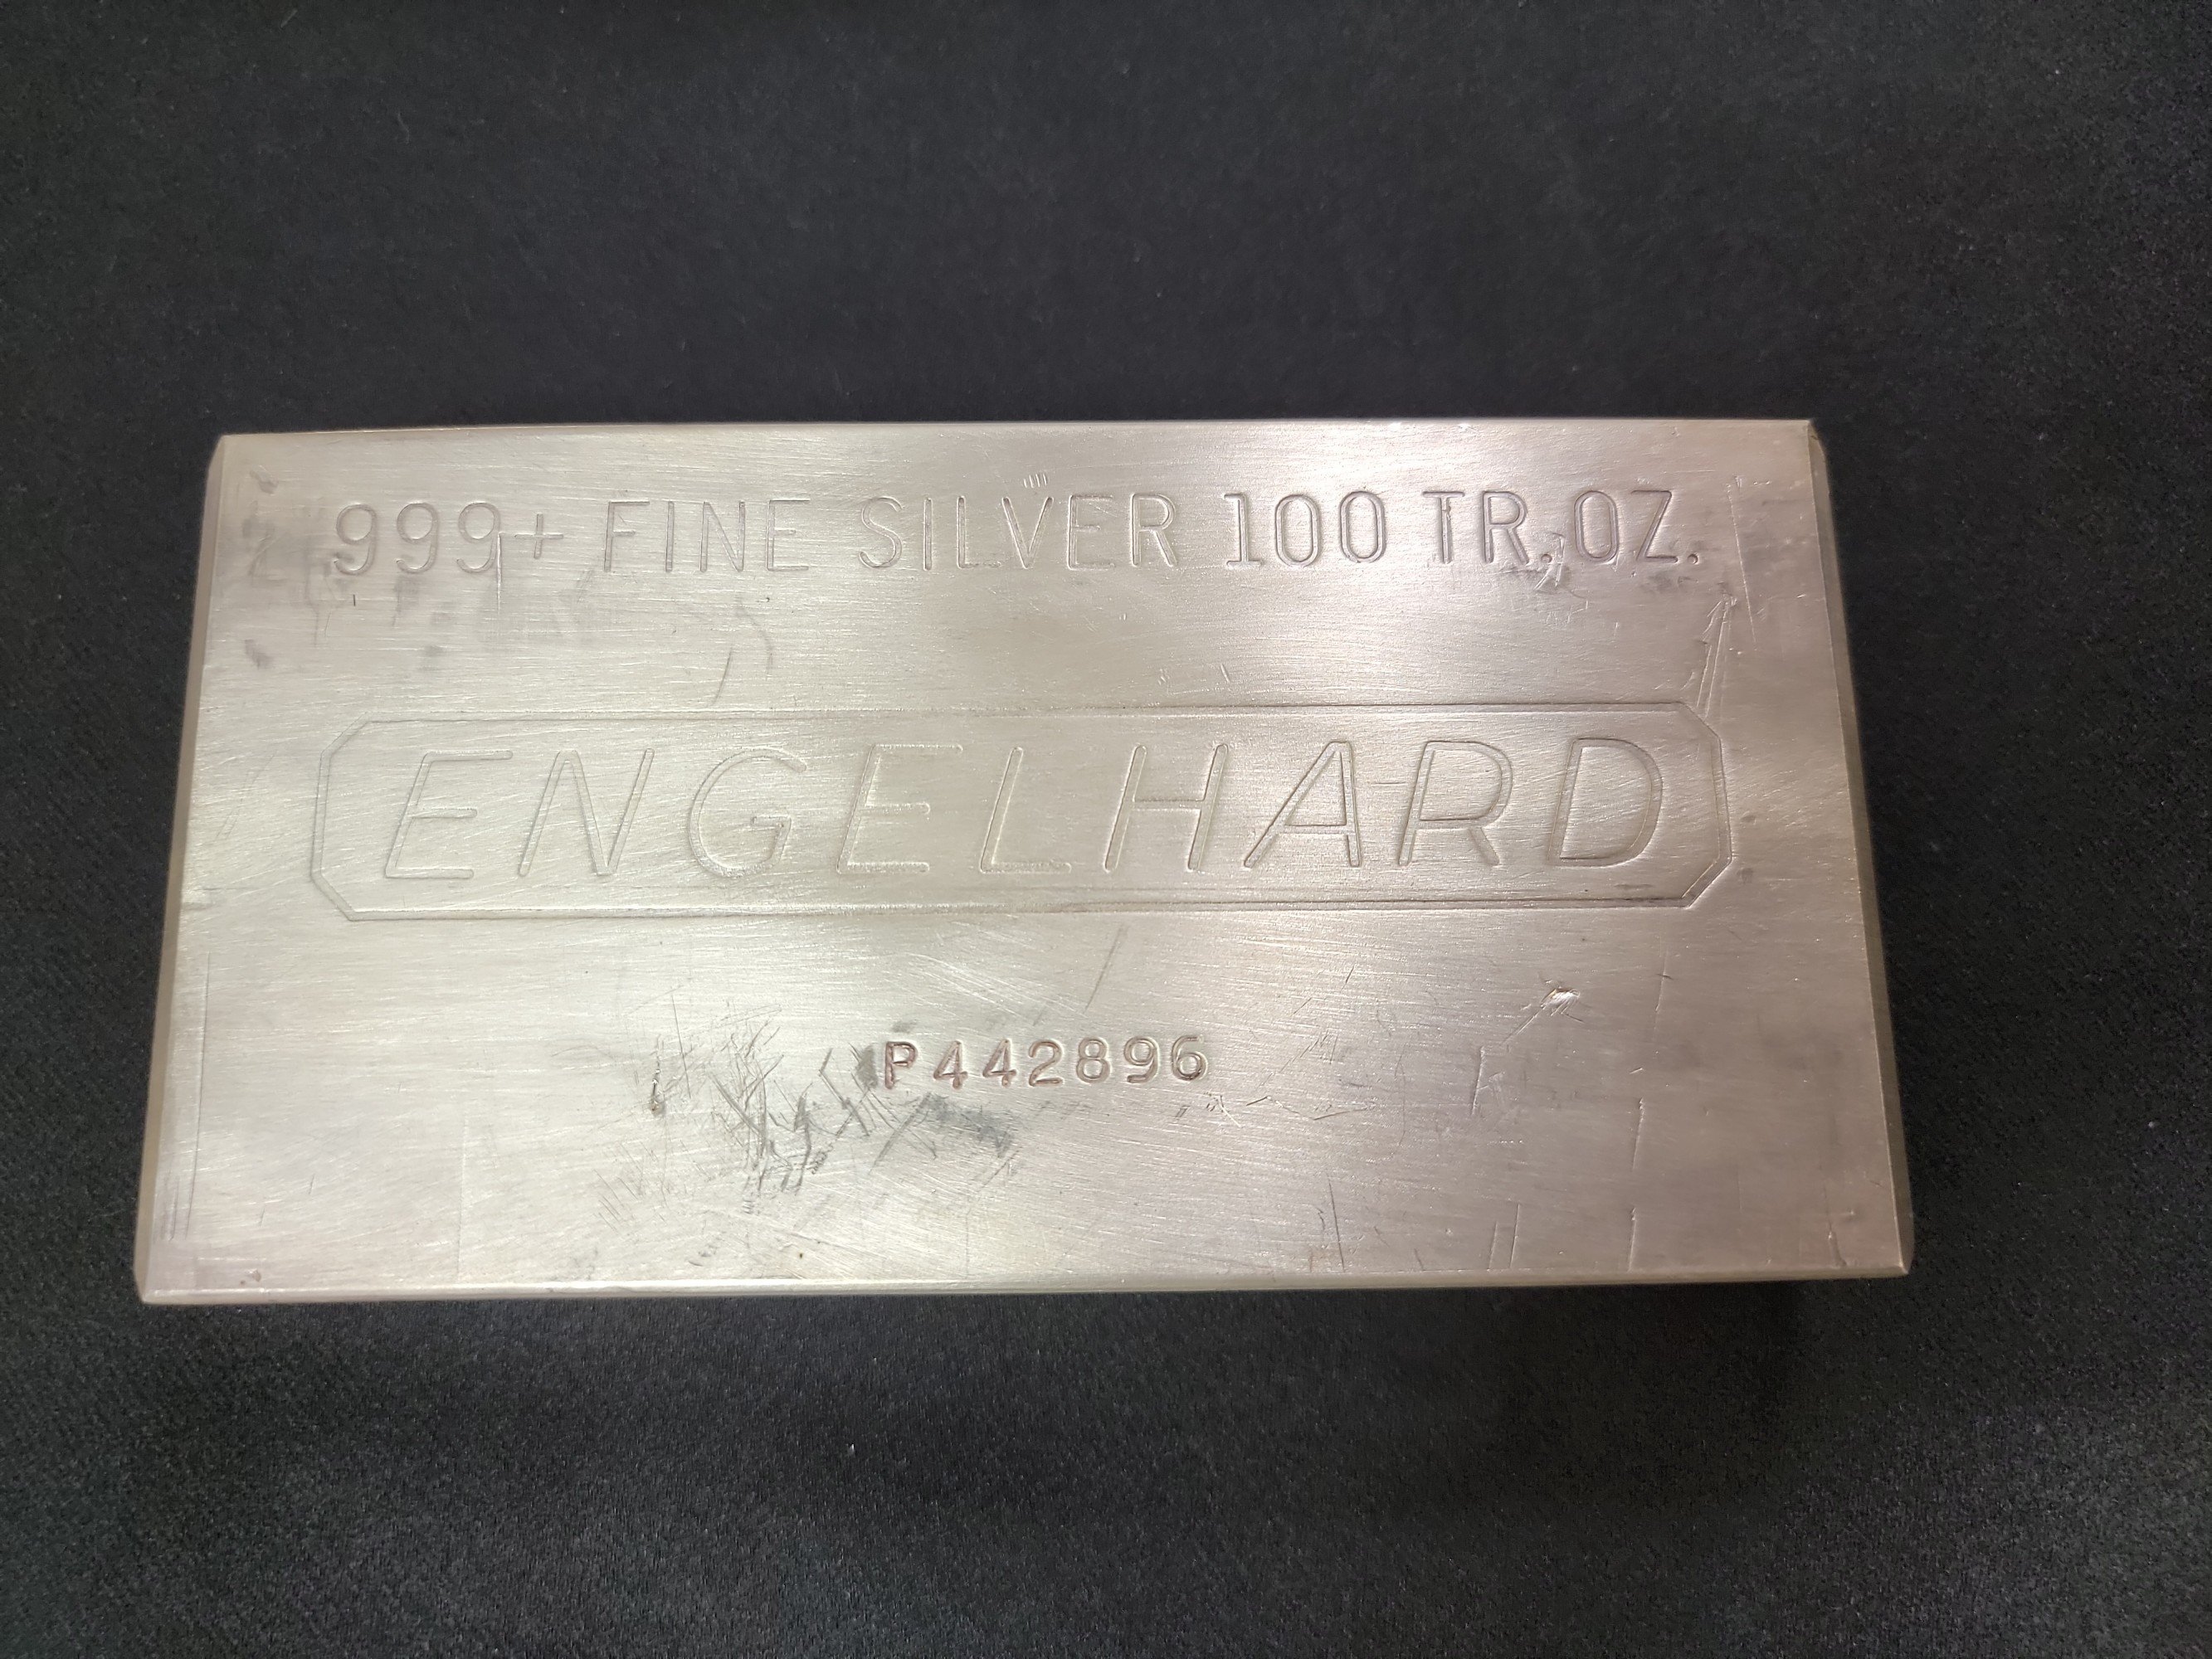 999+ FINE SILVER 100 TR. OZ.
ENGELHARD
P442896